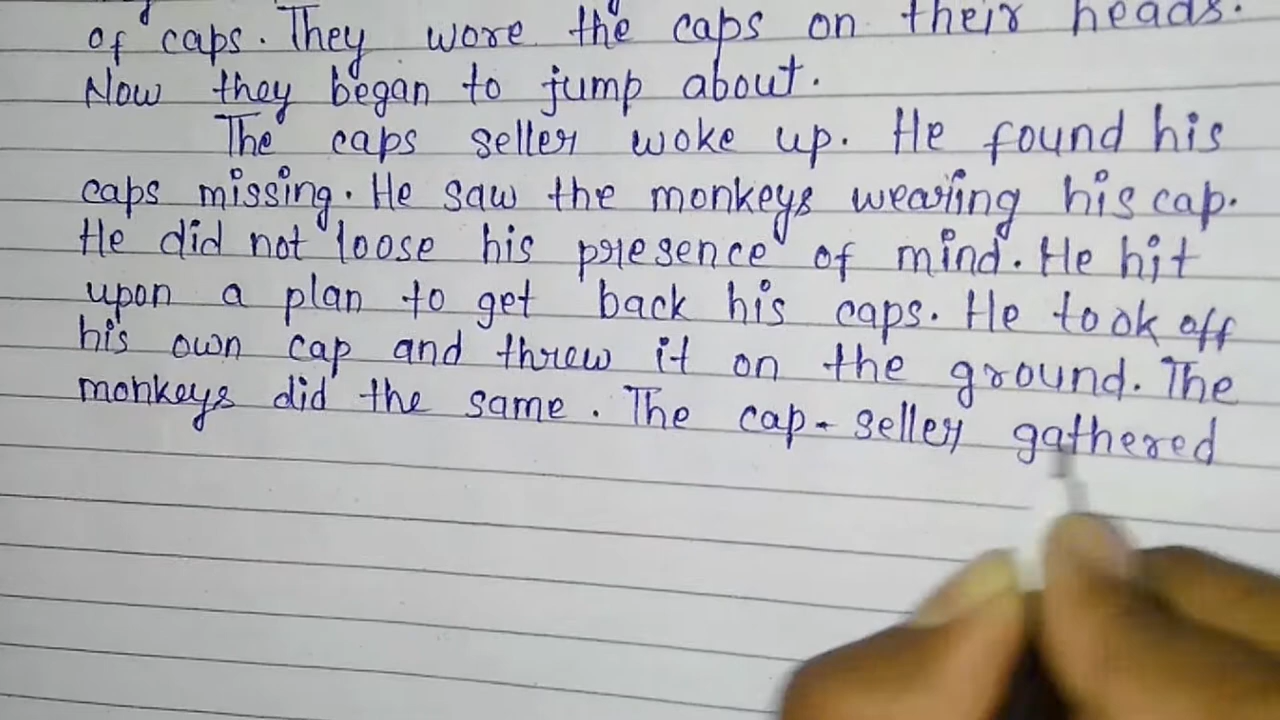 of caps. They wore the caps on their heads.
Now they began to jump about.
The caps seller woke up. He found his
caps missing. He saw the monkeys wearing his cap.
He did not loose his presence of mind. He hit
upon a plan to get back his caps. He took off
his own cap and threw it on the ground. The
monkeys did the same. The cap-seller gathered